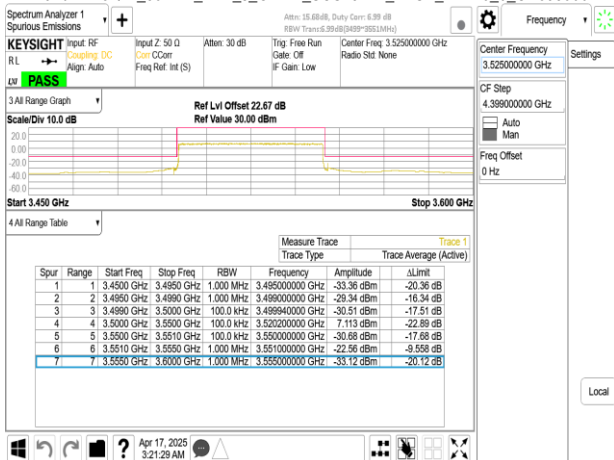 Spectrum Analyzer 1
Spurious Emissions
Attn: 15.68dB, Duty Corr: 6.99 dB
RBW Trance6.99dB(3499~3551MHz)
Frequency
KEYSIGHT
Input: RF
Coupling: DC
Align: Auto
Input Z: 50 Ω
Corr CCorr
Freq Ref: Int (S)
Atten: 30 dB
Trig: Free Run
Gate: Off
IF Gain: Low
Center Freq: 3.525000000 GHz
Radio Std: None
RL
LXI
PASS
Center Frequency
3.525000000 GHz
Settings
CF Step
4.399000000 GHz
Auto
Man
Freq Offset
0 Hz
3 All Range Graph
Scale/Div 10.0 dB
Ref Lvl Offset 22.67 dB
Ref Value 30.00 dBm
20.0
0.00
-20.0
-40.0
-60.0
Start 3.450 GHz
Stop 3.600 GHz
4 All Range Table
Measure Trace Trace 1
Trace Type Trace Average (Active)
Spur Range Start Freq Stop Freq RBW Frequency Amplitude ΔLimit
1 1 3.4500 GHz 3.4950 GHz 1.000 MHz 3.495000000 GHz -33.36 dBm -20.36 dB
2 2 3.4950 GHz 3.4990 GHz 1.000 MHz 3.499000000 GHz -29.34 dBm -16.34 dB
3 3 3.4990 GHz 3.5000 GHz 100.0 kHz 3.499940000 GHz -30.51 dBm -17.51 dB
4 4 3.5000 GHz 3.5500 GHz 100.0 kHz 3.520200000 GHz 7.113 dBm -22.89 dB
5 5 3.5500 GHz 3.5510 GHz 100.0 kHz 3.550000000 GHz -30.68 dBm -17.68 dB
6 6 3.5510 GHz 3.5550 GHz 1.000 MHz 3.551000000 GHz -22.56 dBm -9.558 dB
7 7 3.5550 GHz 3.6000 GHz 1.000 MHz 3.555000000 GHz -33.12 dBm -20.12 dB
Local
Apr 17, 2025
3:21:29 AM